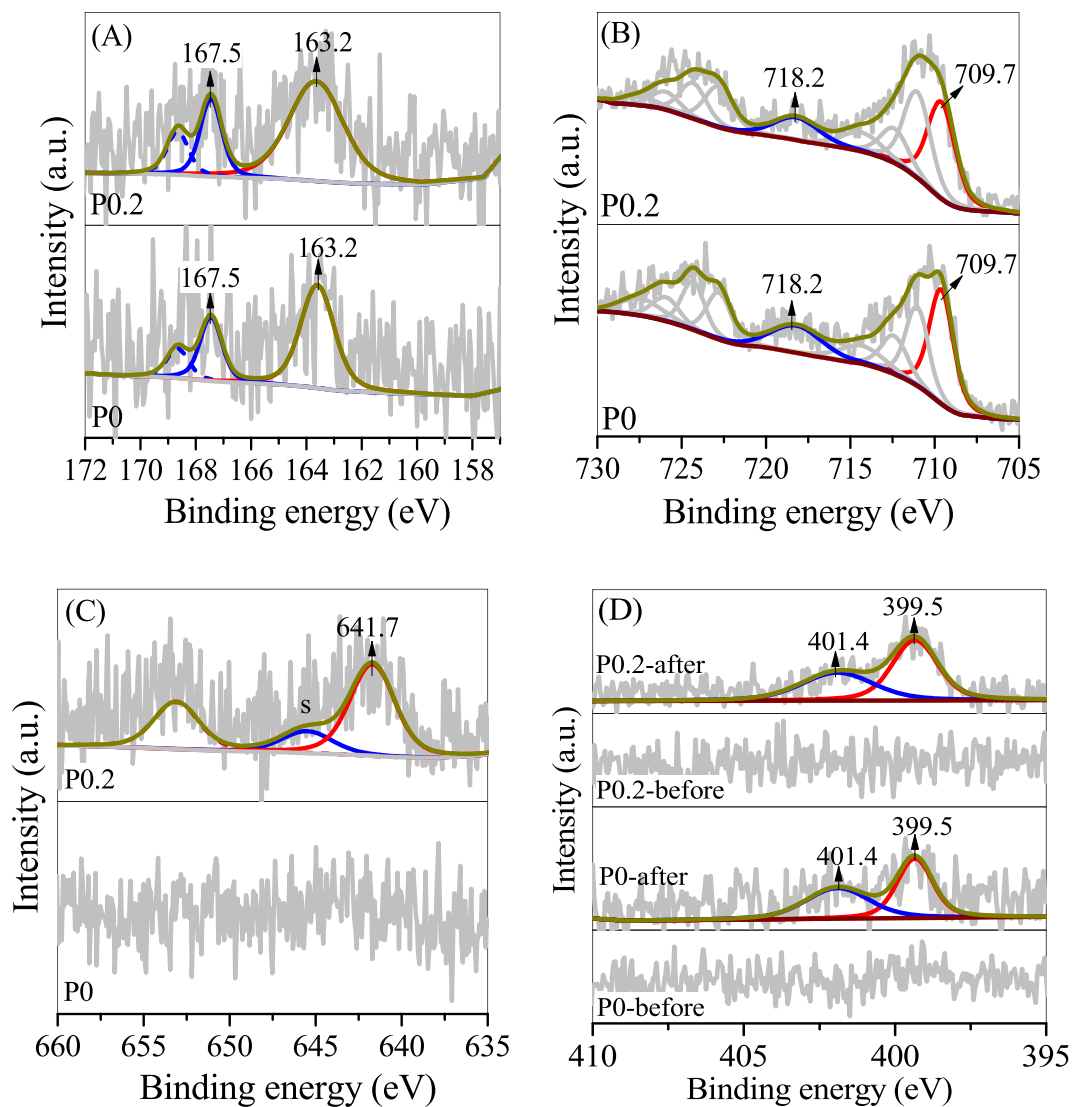 (A)
167.5
163.2
P0.2
167.5
163.2
P0
Intensity (a.u.)
172 170 168 166 164 162 160 158
Binding energy (eV)
(B)
718.2
709.7
P0.2
718.2
709.7
P0
Intensity (a.u.)
730 725 720 715 710 705
Binding energy (eV)
(C)
641.7
s
P0.2
P0
Intensity (a.u.)
660 655 650 645 640 635
Binding energy (eV)
(D)
399.5
401.4
P0.2-after
P0.2-before
399.5
401.4
P0-after
P0-before
Intensity (a.u.)
410 405 400 395
Binding energy (eV)